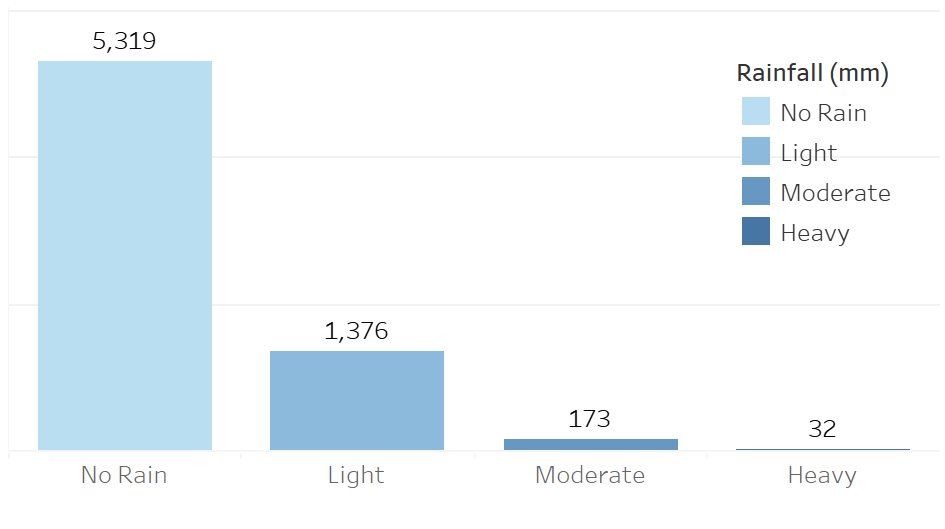 5,319
Rainfall (mm)
No Rain
Light
Moderate
Heavy
1,376
173
32
No Rain
Light
Moderate
Heavy